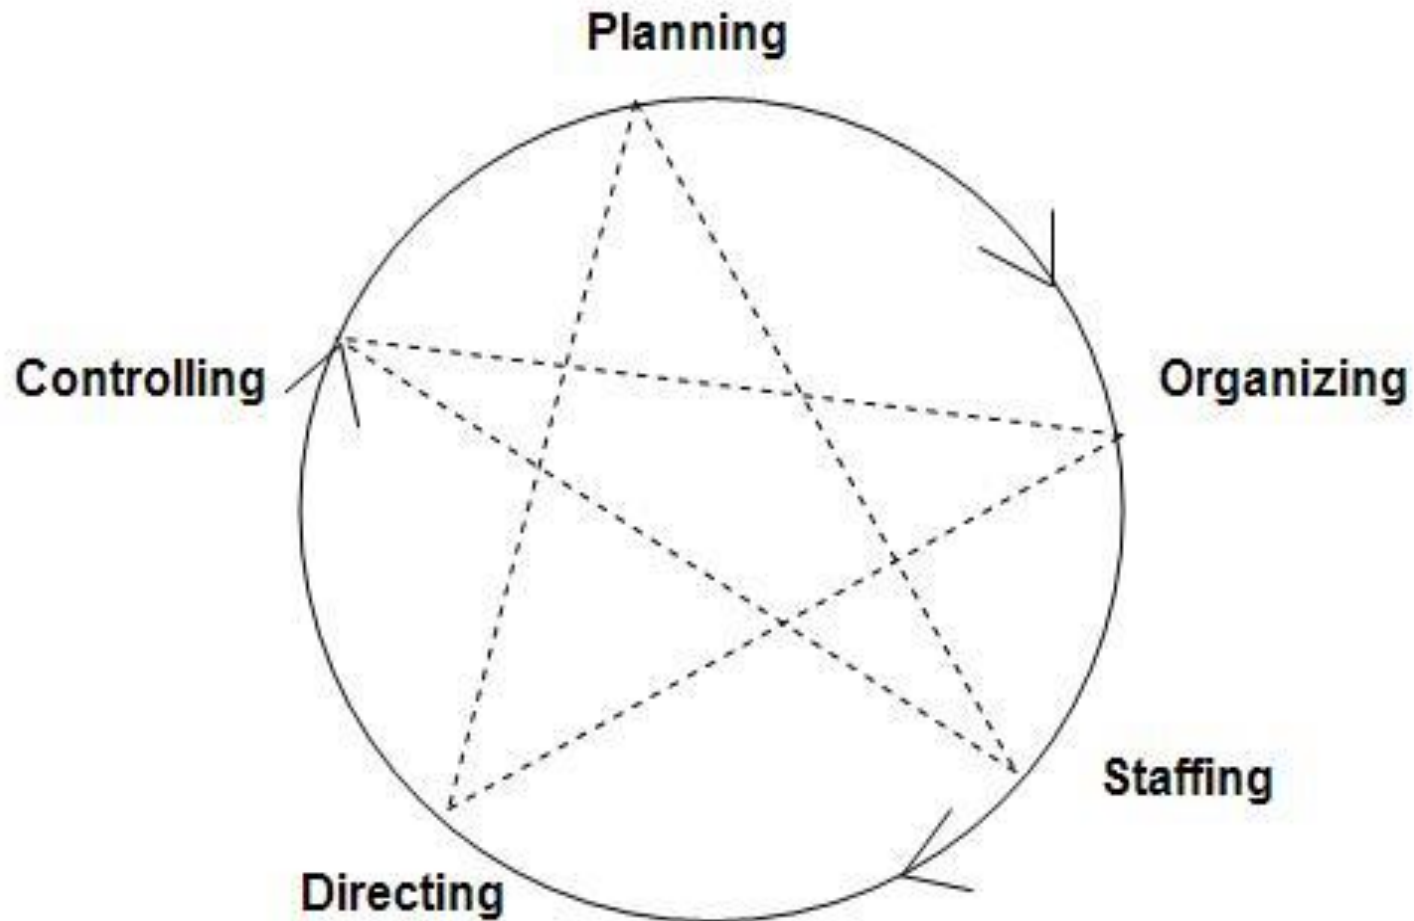 Planning
Organizing
Staffing
Directing
Controlling